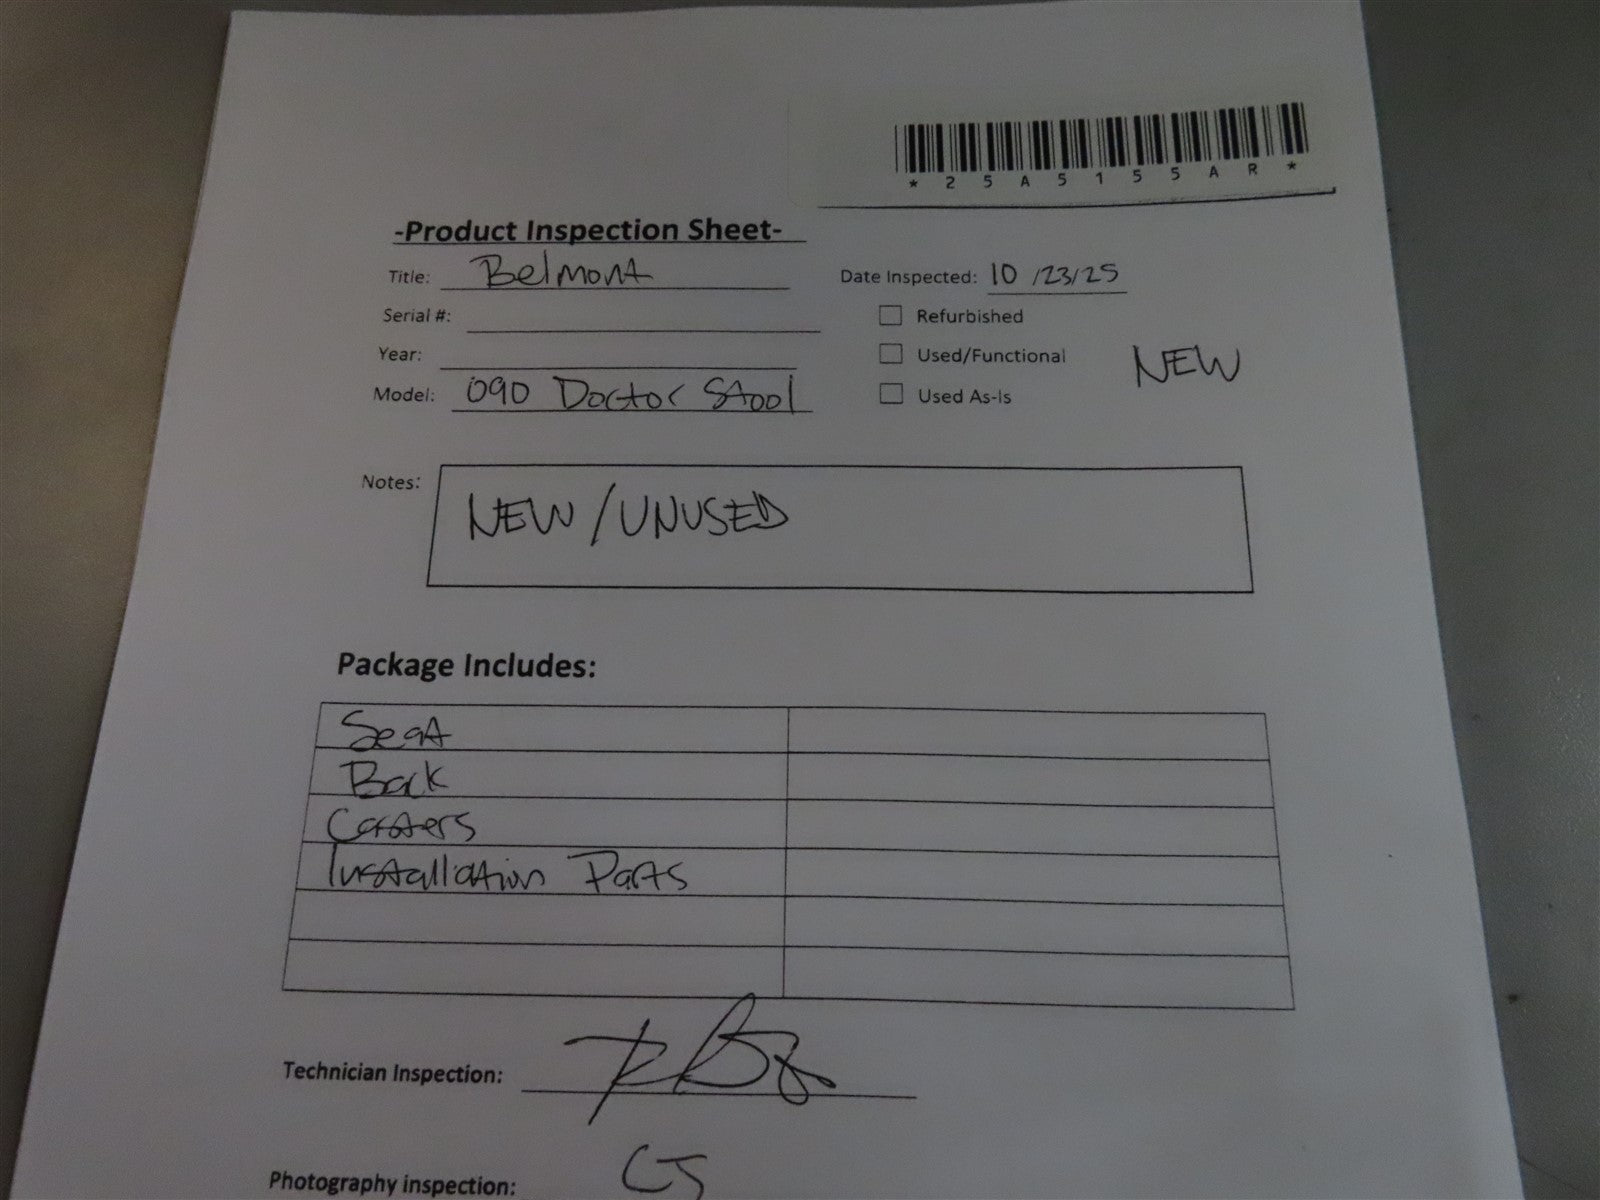 *25A5155AR*
-Product Inspection Sheet-
Title: Belmont
Date Inspected: 10/23/25
Serial #:
Refurbished
Year:
Used/Functional
NEW
Model: 090 Doctor Stool
Used As-Is
Notes:
NEW/UNUSED
Package Includes:
Seat
Back
Casters
Installation Parts
Technician Inspection:
Photography inspection: CJ